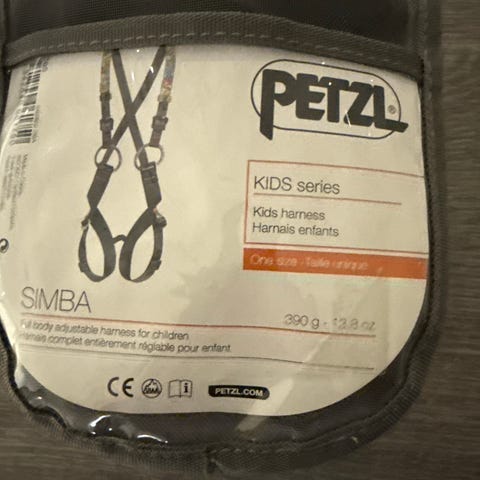 PETZL®
KIDS series
Kids harness
Harnais enfants
One size - Taille unique
SIMBA
390 g - 13.8 oz
Full body adjustable harness for children
Harnais complet entièrement réglable pour enfant.
CE
UIAA
PETZL.COM